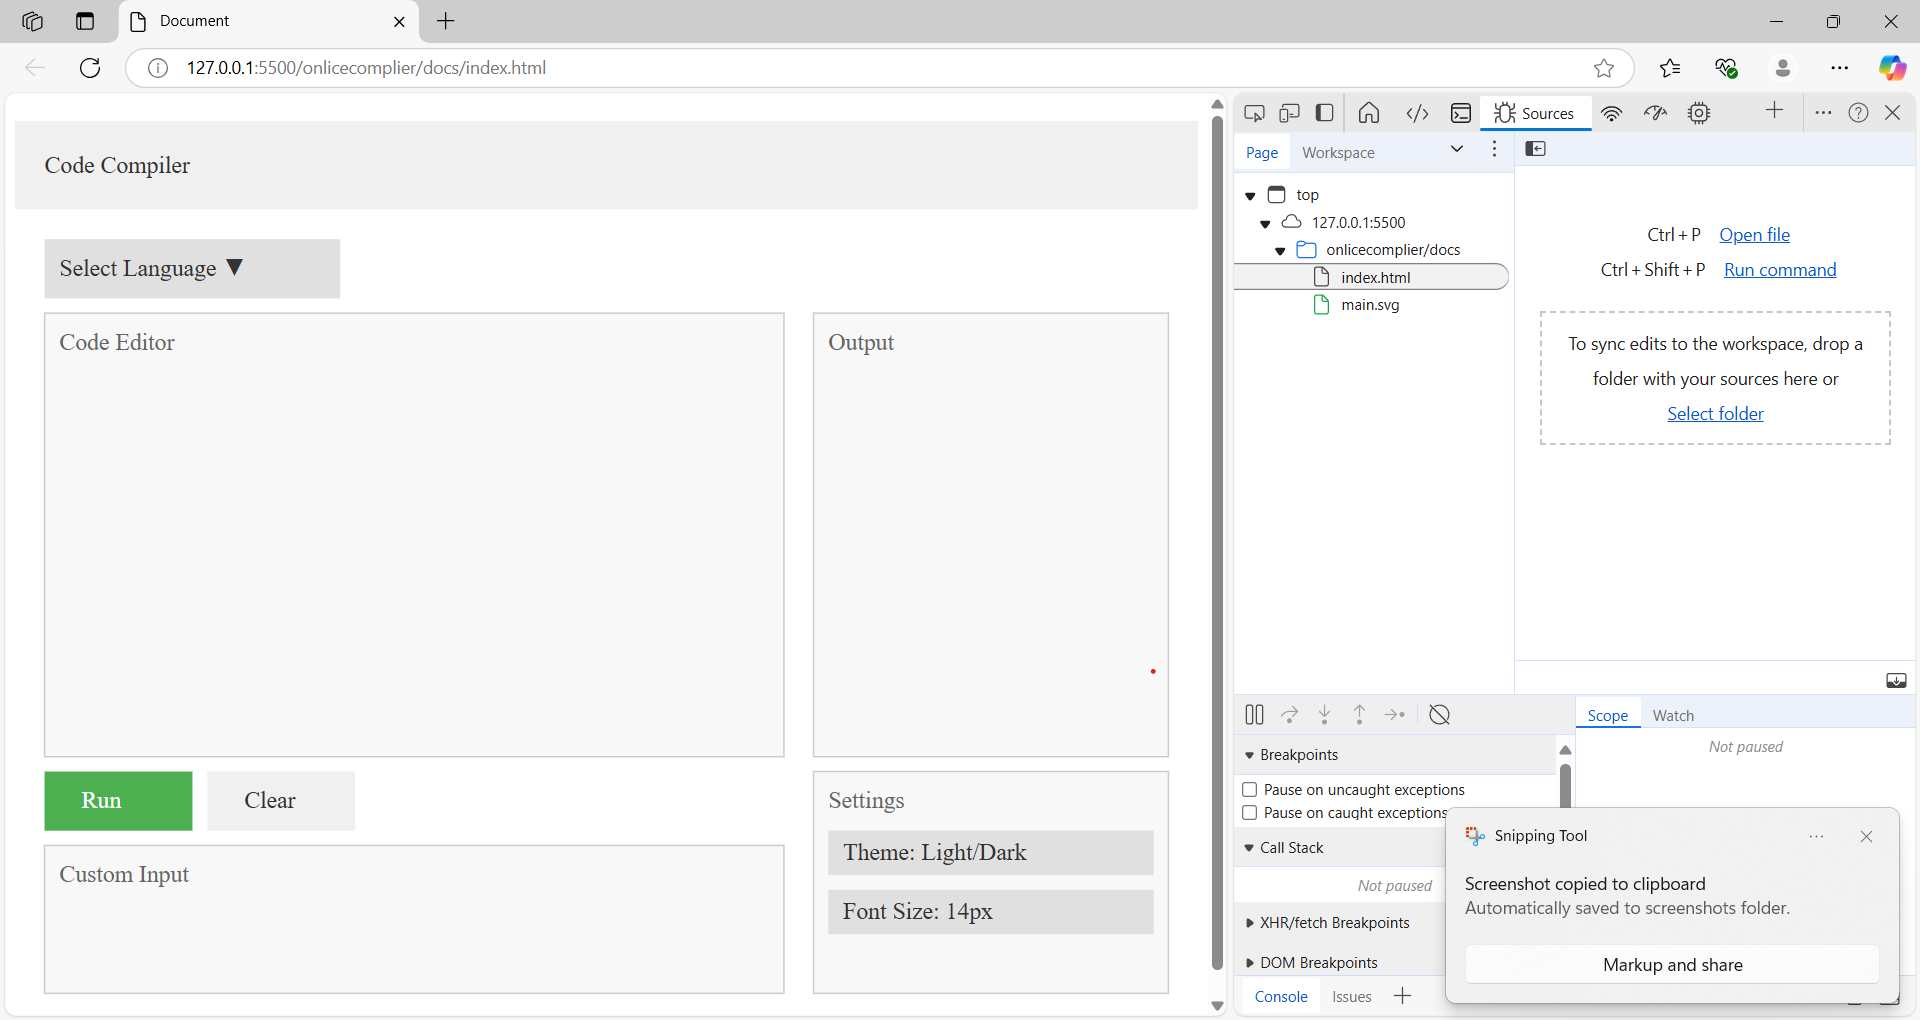 Document
127.0.0.1:5500/onlicecomplier/docs/index.html
Code Compiler
Select Language ▼
Code Editor
Output
Run
Clear
Custom Input
Settings
Theme: Light/Dark
Font Size: 14px
Sources
Page
Workspace
top
127.0.0.1:5500
onlicecomplier/docs
index.html
main.svg
Ctrl + P Open file
Ctrl + Shift + P Run command
To sync edits to the workspace, drop a
folder with your sources here or
Select folder
Breakpoints
Pause on uncaught exceptions
Pause on caught exceptions
Call Stack
Not paused
XHR/fetch Breakpoints
DOM Breakpoints
Scope
Watch
Not paused
Console
Issues
Snipping Tool
Screenshot copied to clipboard
Automatically saved to screenshots folder.
Markup and share